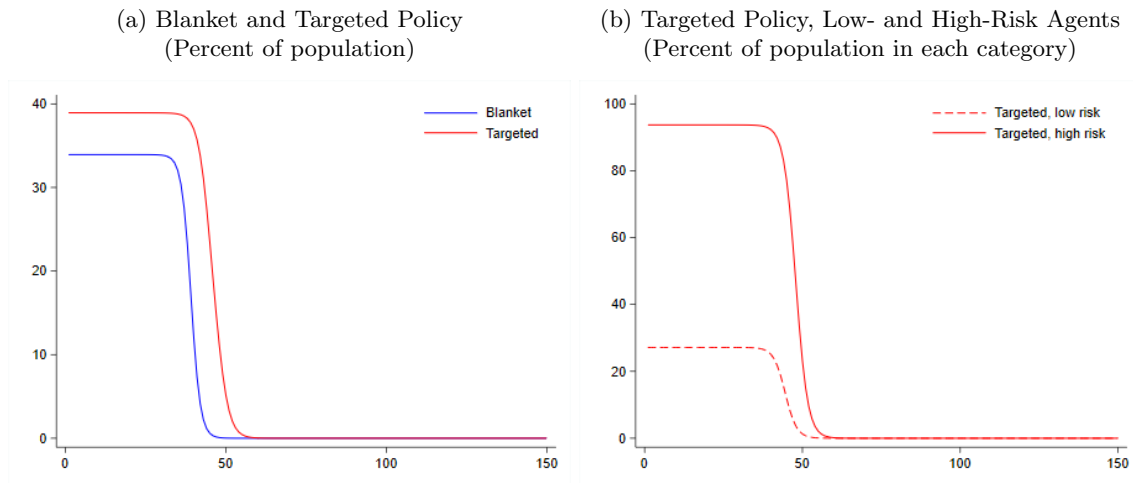 (a) Blanket and Targeted Policy
(Percent of population)
40
30
20
10
0
0
50
100
150
Blanket
Targeted
(b) Targeted Policy, Low- and High-Risk Agents
(Percent of population in each category)
100
80
60
40
20
0
0
50
100
150
Targeted, low risk
Targeted, high risk